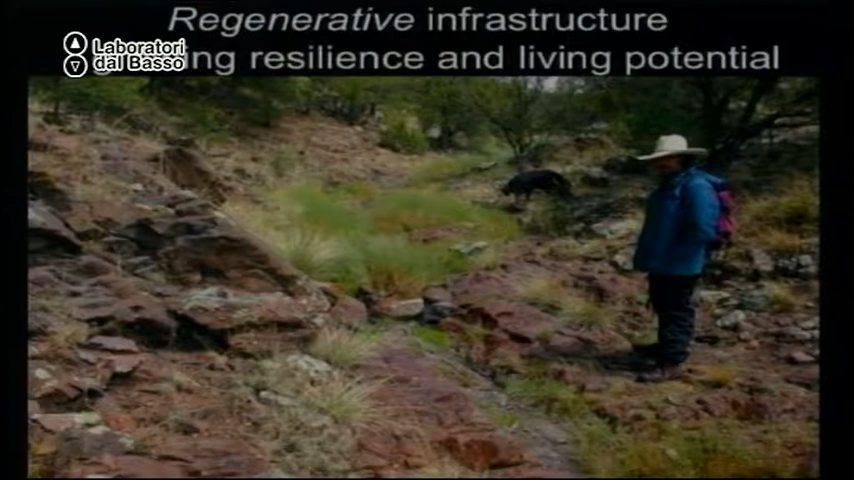 Regenerative infrastructure
Laboratori
dal Basso
resilience and living potential